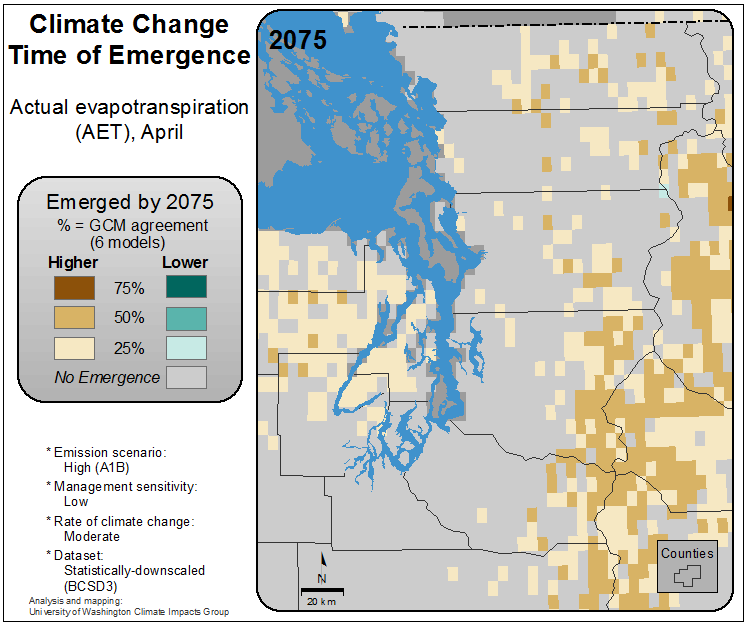 Climate Change
Time of Emergence
Actual evapotranspiration
(AET), April
Emerged by 2075
% = GCM agreement
(6 models)
Higher Lower
75%
50%
25%
No Emergence
* Emission scenario:
High (A1B)
* Management sensitivity:
Low
* Rate of climate change:
Moderate
* Dataset:
Statistically-downscaled
(BCSD3)
Analysis and mapping:
University of Washington Climate Impacts Group
2075
N
20 km
Counties